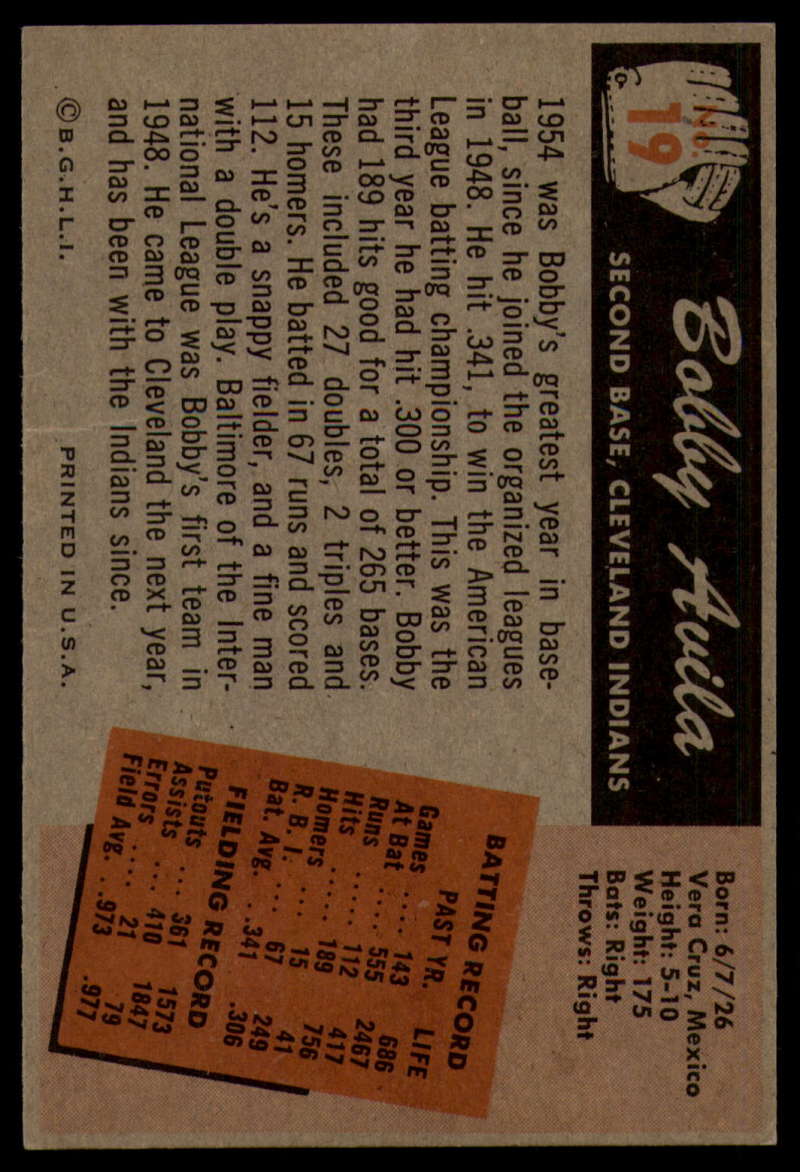 No.
19
Bobby Avila
SECOND BASE, CLEVELAND INDIANS
Born: 6/7/26
Vera Cruz, Mexico
Height: 5-10
Weight: 175
Bats: Right
Throws: Right
1954 was Bobby's greatest year in base-
ball, since he joined the organized leagues
in 1948. He hit .341, to win the American
League batting championship. This was the
third year he had hit .300 or better. Bobby
had 189 hits good for a total of 265 bases.
These included 27 doubles, 2 triples and
15 homers. He batted in 67 runs and scored
112. He's a snappy fielder, and a fine man
with a double play. Baltimore of the Inter-
national League was Bobby's first team in
1948. He came to Cleveland the next year,
and has been with the Indians since.
© B.G.H.L.I. PRINTED IN U.S.A.
BATTING RECORD
PAST YR. LIFE
Games .... 143 686
At Bat .... 555 2467
Runs ..... 112 417
Hits ..... 189 756
Homers ... 15 41
R. B. I. ... 67 249
Bat. Avg. . .341 .306
FIELDING RECORD
Putouts ... 361 1573
Assists ... 410 1847
Errors .... 21 79
Field Avg. . .973 .977